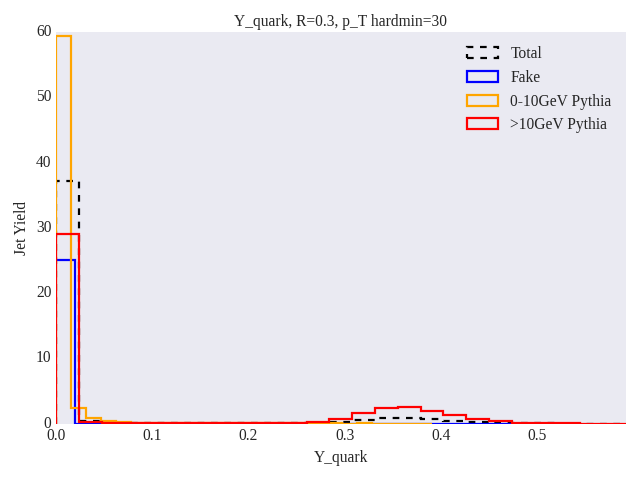 Y_quark, R=0.3, p_T hardmin=30
60
50
40
30
20
10
0
Jet Yield
Total
Fake
0-10GeV Pythia
>10GeV Pythia
0.0 0.1 0.2 0.3 0.4 0.5
Y_quark